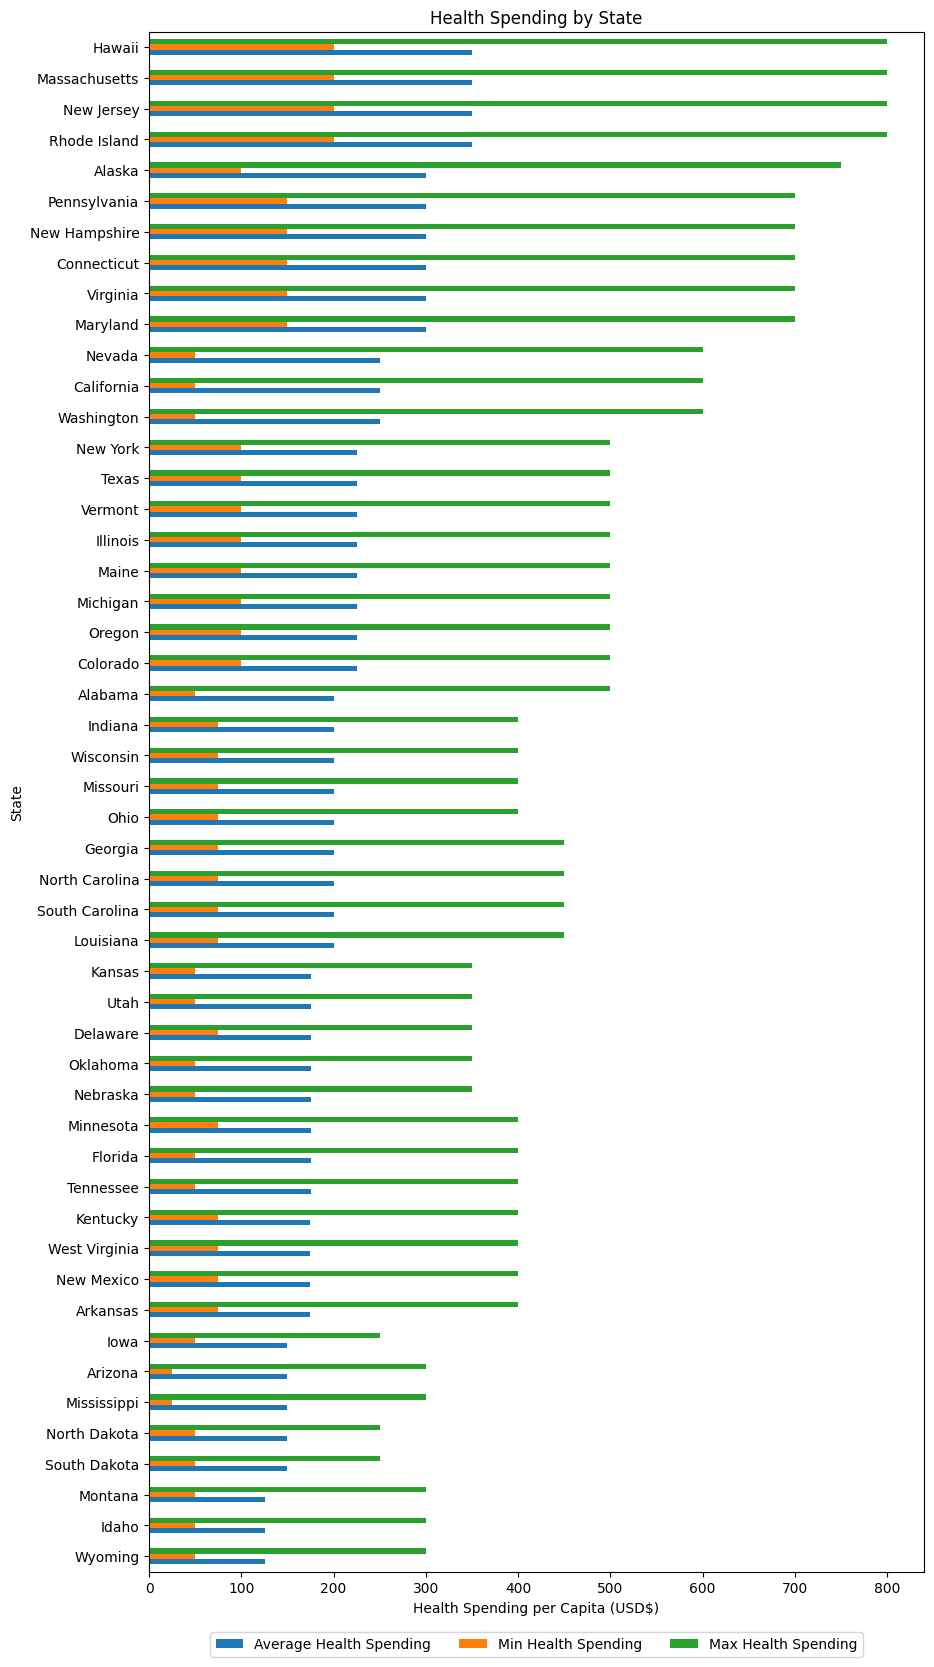 Health Spending by State
Hawaii
Massachusetts
New Jersey
Rhode Island
Alaska
Pennsylvania
New Hampshire
Connecticut
Virginia
Maryland
Nevada
California
Washington
New York
Texas
Vermont
Illinois
Maine
Michigan
Oregon
Colorado
Alabama
Indiana
Wisconsin
Missouri
Ohio
Georgia
North Carolina
South Carolina
Louisiana
Kansas
Utah
Delaware
Oklahoma
Nebraska
Minnesota
Florida
Tennessee
Kentucky
West Virginia
New Mexico
Arkansas
Iowa
Arizona
Mississippi
North Dakota
South Dakota
Montana
Idaho
Wyoming
State
0 100 200 300 400 500 600 700 800
Health Spending per Capita (USD$)
Average Health Spending Min Health Spending Max Health Spending